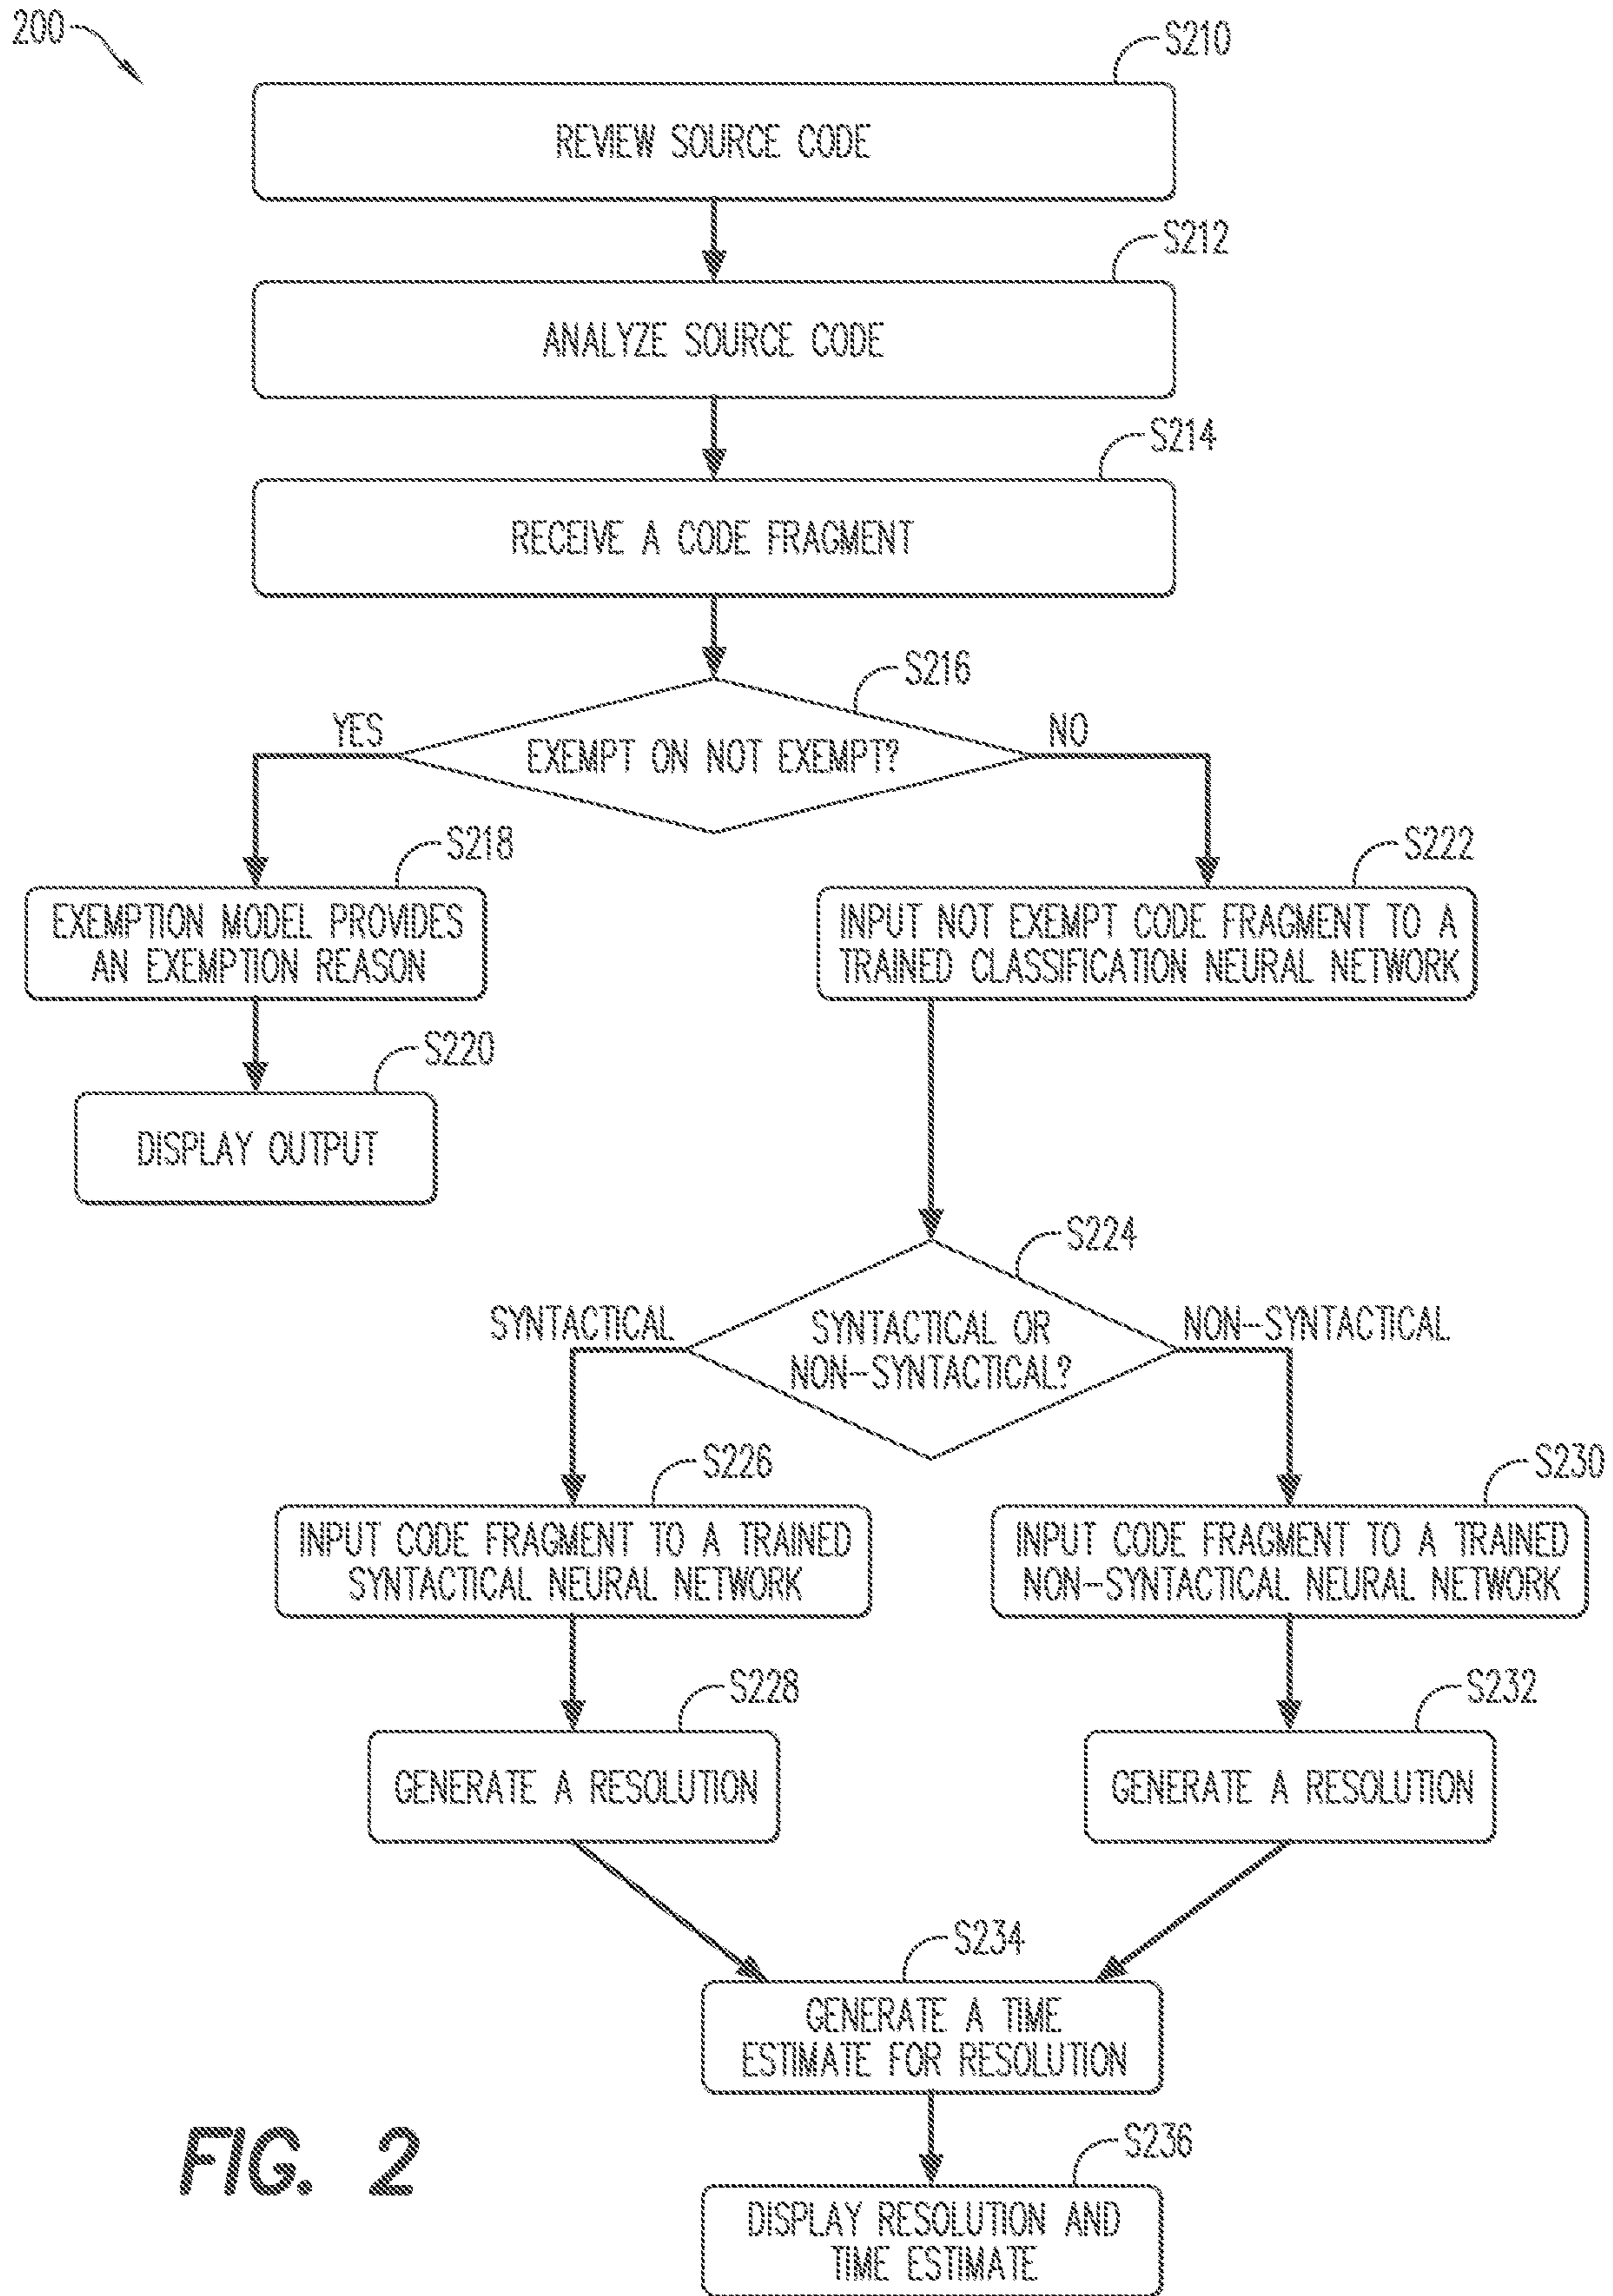 200
S210
REVIEW SOURCE CODE
S212
ANALYZE SOURCE CODE
S214
RECEIVE A CODE FRAGMENT
S216
YES
EXEMPT ON NOT EXEMPT?
NO
S218
EXEMPTION MODEL PROVIDES
AN EXEMPTION REASON
S222
INPUT NOT EXEMPT CODE FRAGMENT TO A
TRAINED CLASSIFICATION NEURAL NETWORK
S220
DISPLAY OUTPUT
S224
SYNTACTICAL
SYNTACTICAL OR
NON-SYNTACTICAL?
NON-SYNTACTICAL
S226
INPUT CODE FRAGMENT TO A TRAINED
SYNTACTICAL NEURAL NETWORK
S230
INPUT CODE FRAGMENT TO A TRAINED
NON-SYNTACTICAL NEURAL NETWORK
S228
GENERATE A RESOLUTION
S232
GENERATE A RESOLUTION
S234
GENERATE A TIME
ESTIMATE FOR RESOLUTION
S236
DISPLAY RESOLUTION AND
TIME ESTIMATE
FIG. 2